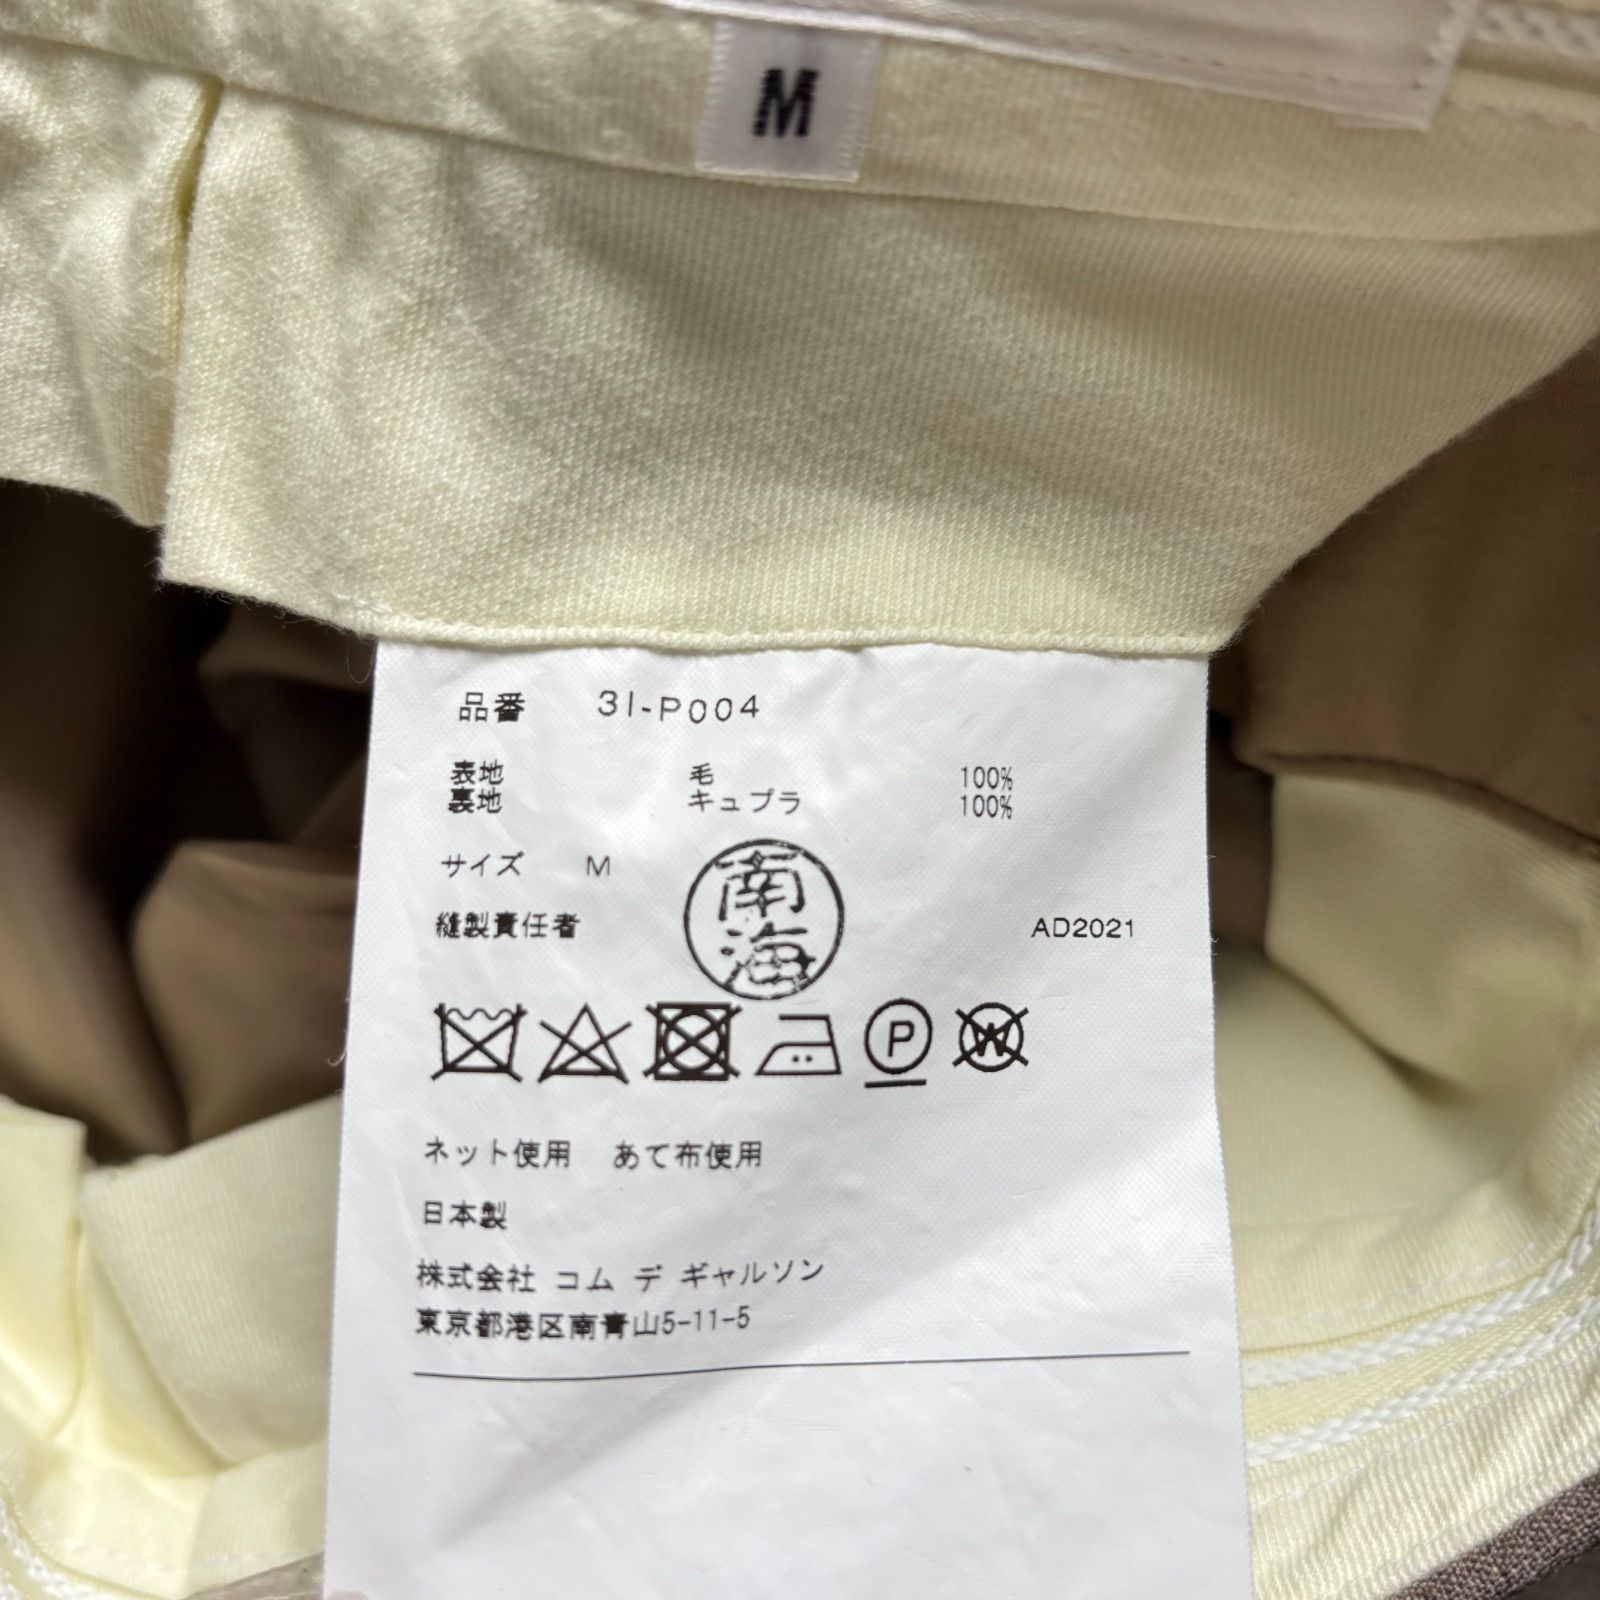 M
品番 31-P004
表地 毛 100%
裏地 キュプラ 100%
サイズ M
縫製責任者 南海 AD2021
P W
ネット使用 あて布使用
日本製
株式会社 コム デ ギャルソン
東京都港区南青山5-11-5